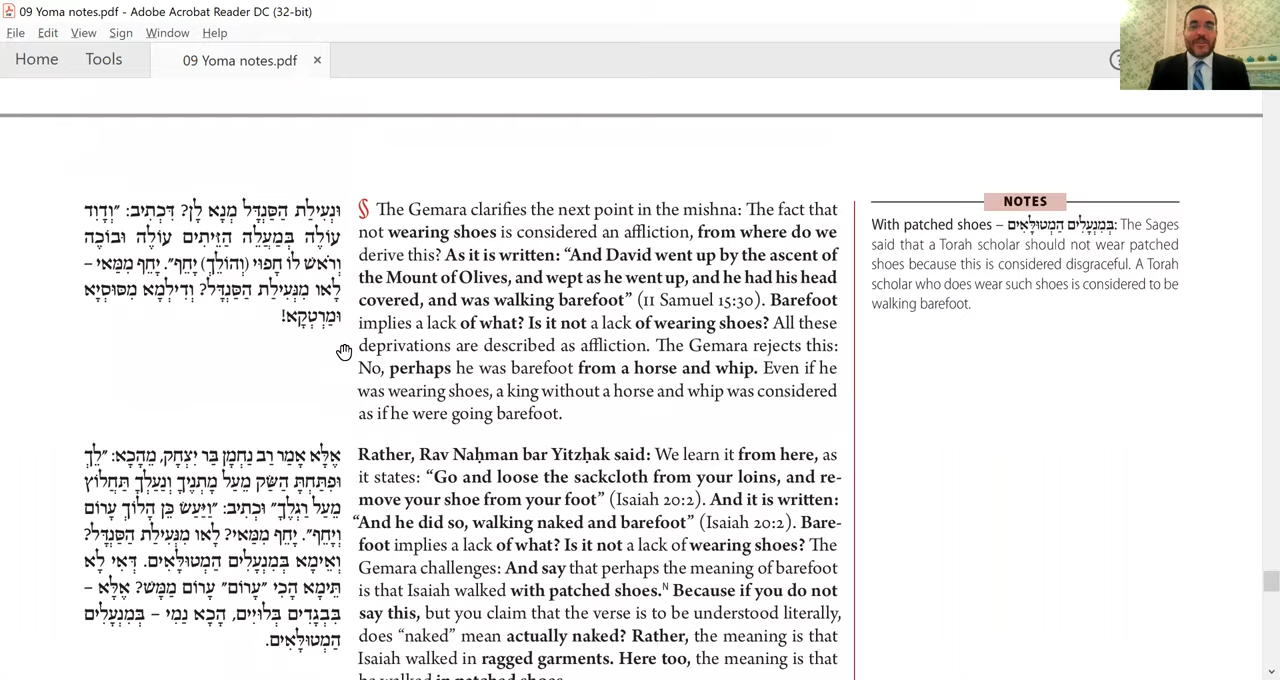 09 Yoma notes.pdf - Adobe Acrobat Reader DC (32-bit)
File Edit View Sign Window Help
Home Tools 09 Yoma notes.pdf ×
וּנְעִילַת הַסַּנְדָּל מְנָא לַן? דִּכְתִיב: ״וְדָוִד
עוֹלֶה בְמַעֲלֵה הַזֵּיתִים עוֹלֶה וּבוֹכֶה
וְרֹאשׁ לוֹ חָפוּי (וְהוֹלֵךְ) יָחֵף״. יָחֵף מִמַּאי –
לָאו מִנְּעִילַת הַסַּנְדָּל? וְדִילְמָא מִסּוּסְיָא
וּמַרְטְקָא!
§ The Gemara clarifies the next point in the mishna: The fact that
not wearing shoes is considered an affliction, from where do we
derive this? As it is written: “And David went up by the ascent of
the Mount of Olives, and wept as he went up, and he had his head
covered, and was walking barefoot” (II Samuel 15:30). Barefoot
implies a lack of what? Is it not a lack of wearing shoes? All these
deprivations are described as affliction. The Gemara rejects this:
No, perhaps he was barefoot from a horse and whip. Even if he
was wearing shoes, a king without a horse and whip was considered
as if he were going barefoot.
אֶלָּא אָמַר רַב נַחְמָן בַּר יִצְחָק, מֵהָכָא: ״לֵךְ
וּפִתַּחְתָּ הַשַּׂק מֵעַל מָתְנֶיךָ וְנַעַלְךָ תַּחֲלוֹץ
מֵעַל רַגְלֶךָ״ וּכְתִיב: ״וַיַּעַשׂ כֵּן הָלוֹךְ עָרוֹם
וְיָחֵף״. יָחֵף מִמַּאי? לָאו מִנְּעִילַת הַסַּנְדָּל?
וְאֵימָא בְּמִנְעָלִים הַמְטוּלָּאִים. דְּאִי לָא
תֵּימָא הָכִי ״עָרוֹם״ עָרוֹם מַמָּשׁ? אֶלָּא –
בִּבְגָדִים בְּלוּיִים, הָכָא נַמִי – בְּמִנְעָלִים
הַמְטוּלָּאִים.
Rather, Rav Naḥman bar Yitzḥak said: We learn it from here, as
it states: “Go and loose the sackcloth from your loins, and re-
move your shoe from your foot” (Isaiah 20:2). And it is written:
“And he did so, walking naked and barefoot” (Isaiah 20:2). Bare-
foot implies a lack of what? Is it not a lack of wearing shoes? The
Gemara challenges: And say that perhaps the meaning of barefoot
is that Isaiah walked with patched shoes.N Because if you do not
say this, but you claim that the verse is to be understood literally,
does “naked” mean actually naked? Rather, the meaning is that
Isaiah walked in ragged garments. Here too, the meaning is that
he walked in patched shoes.
NOTES
With patched shoes – בְּמִנְעָלִים הַמְטוּלָּאִים: The Sages
said that a Torah scholar should not wear patched
shoes because this is considered disgraceful. A Torah
scholar who does wear such shoes is considered to be
walking barefoot.